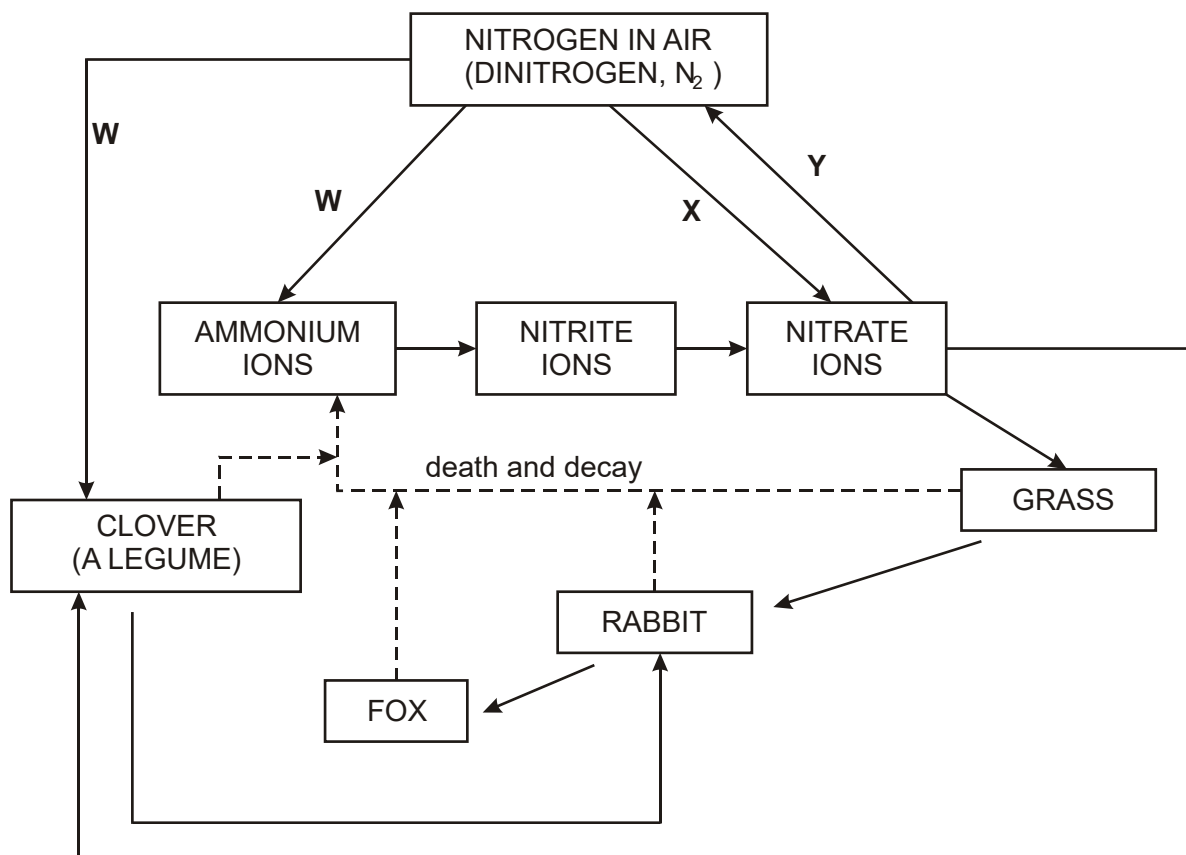 NITROGEN IN AIR
(DINITROGEN, N₂ )
W
W
X
Y
AMMONIUM
IONS
NITRITE
IONS
NITRATE
IONS
death and decay
GRASS
CLOVER
(A LEGUME)
RABBIT
FOX